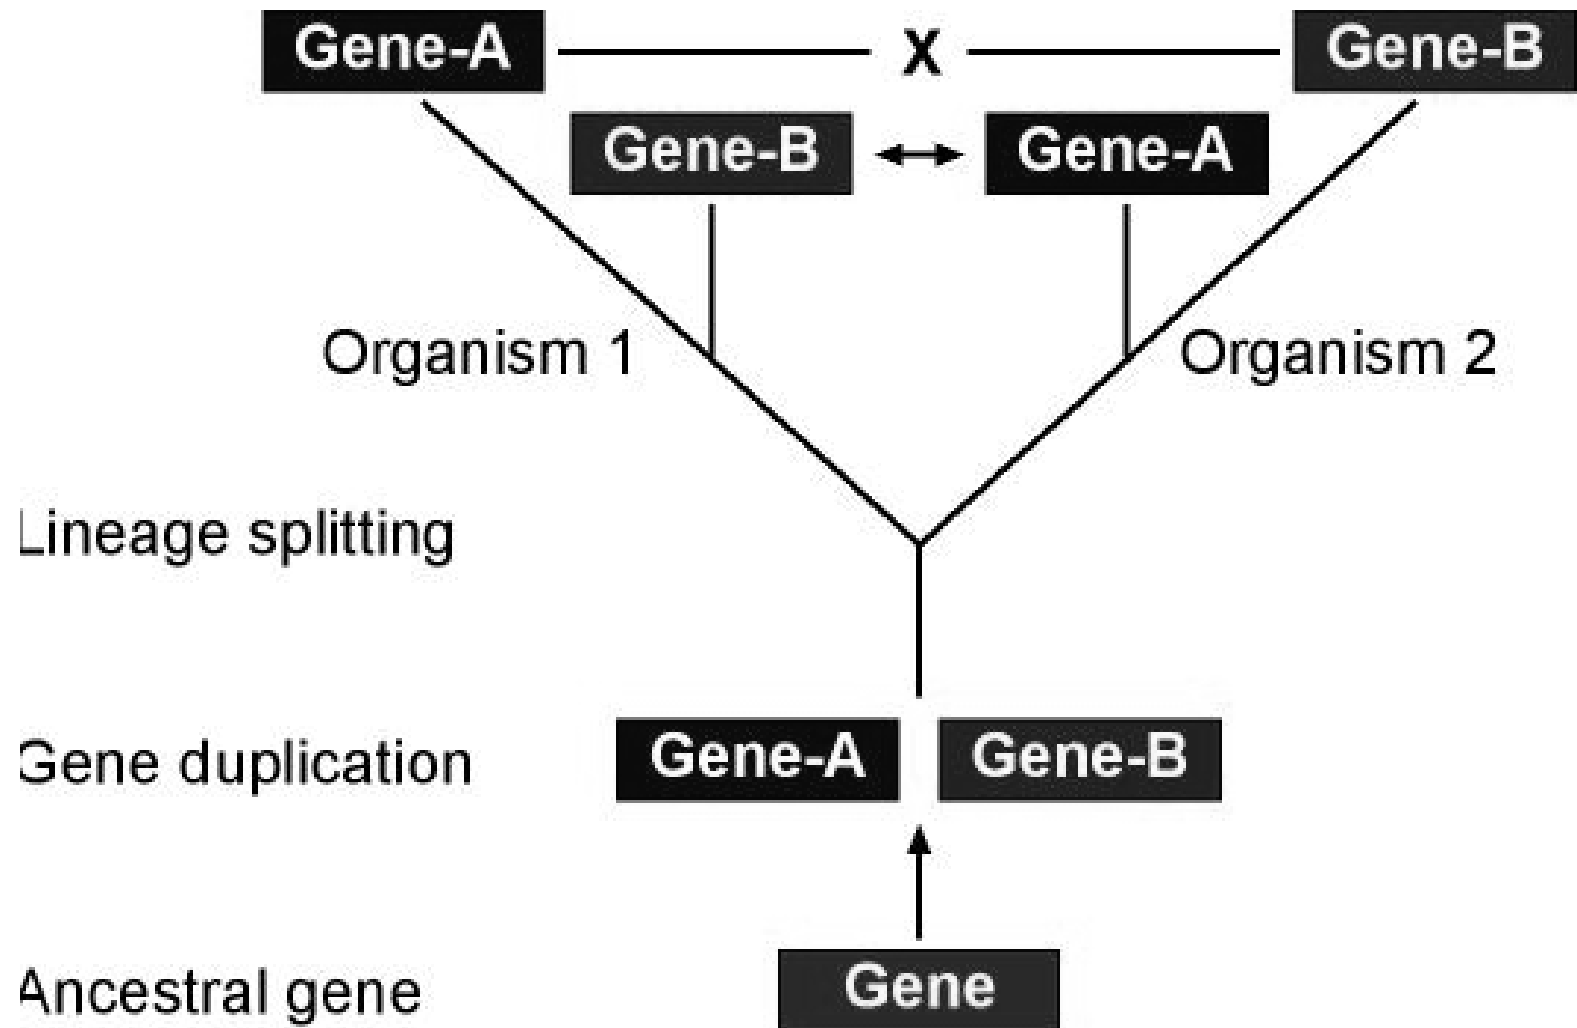 Gene-A X Gene-B
Gene-B Gene-A
Organism 1 Organism 2
Lineage splitting
Gene duplication Gene-A Gene-B
Ancestral gene Gene